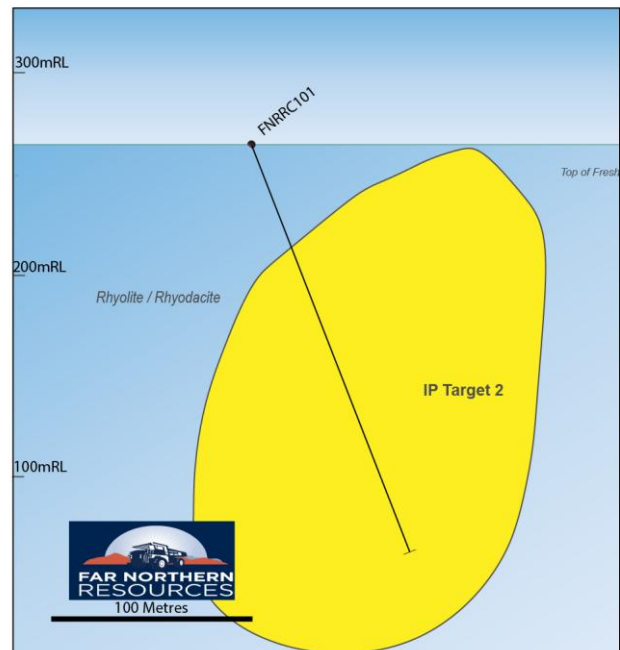 300mRL
FNRRC101
Top of Fresh
200mRL
Rhyolite / Rhyodacite
IP Target 2
100mRL
FAR NORTHERN
RESOURCES
100 Metres